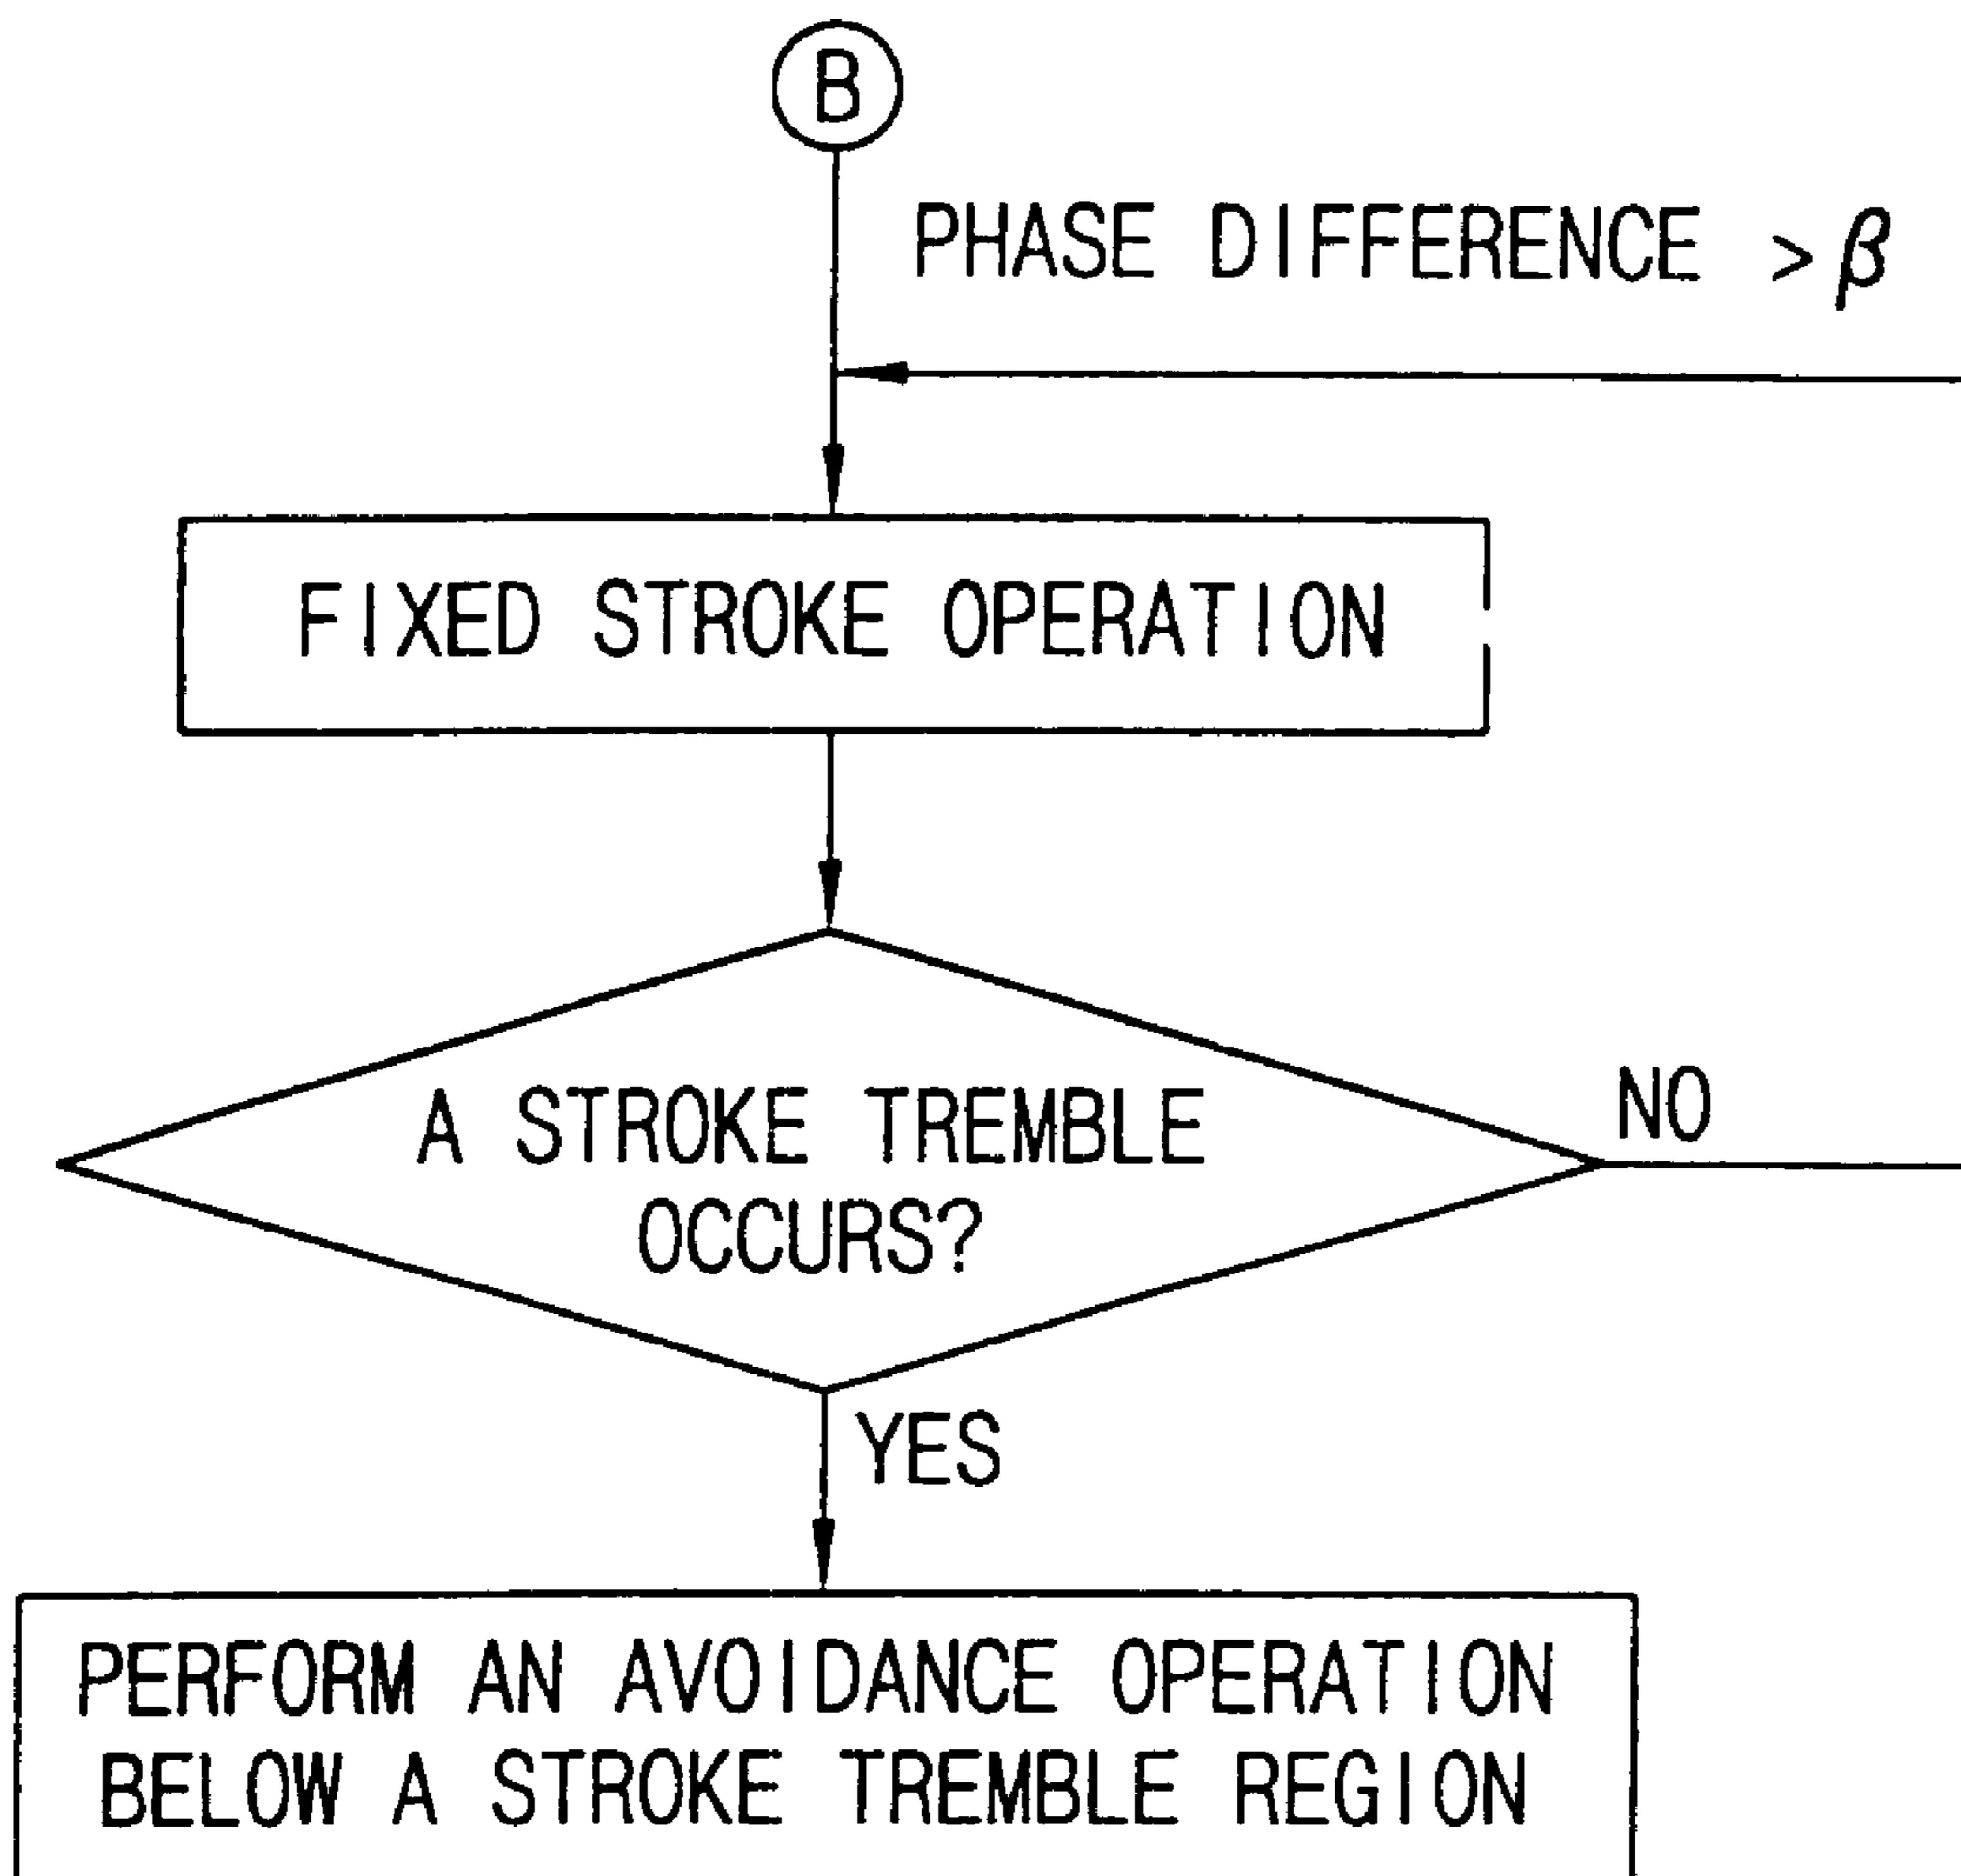 B
PHASE DIFFERENCE > β
FIXED STROKE OPERATION
A STROKE TREMBLE
OCCURS?
NO
YES
PERFORM AN AVOIDANCE OPERATION
BELOW A STROKE TREMBLE REGION